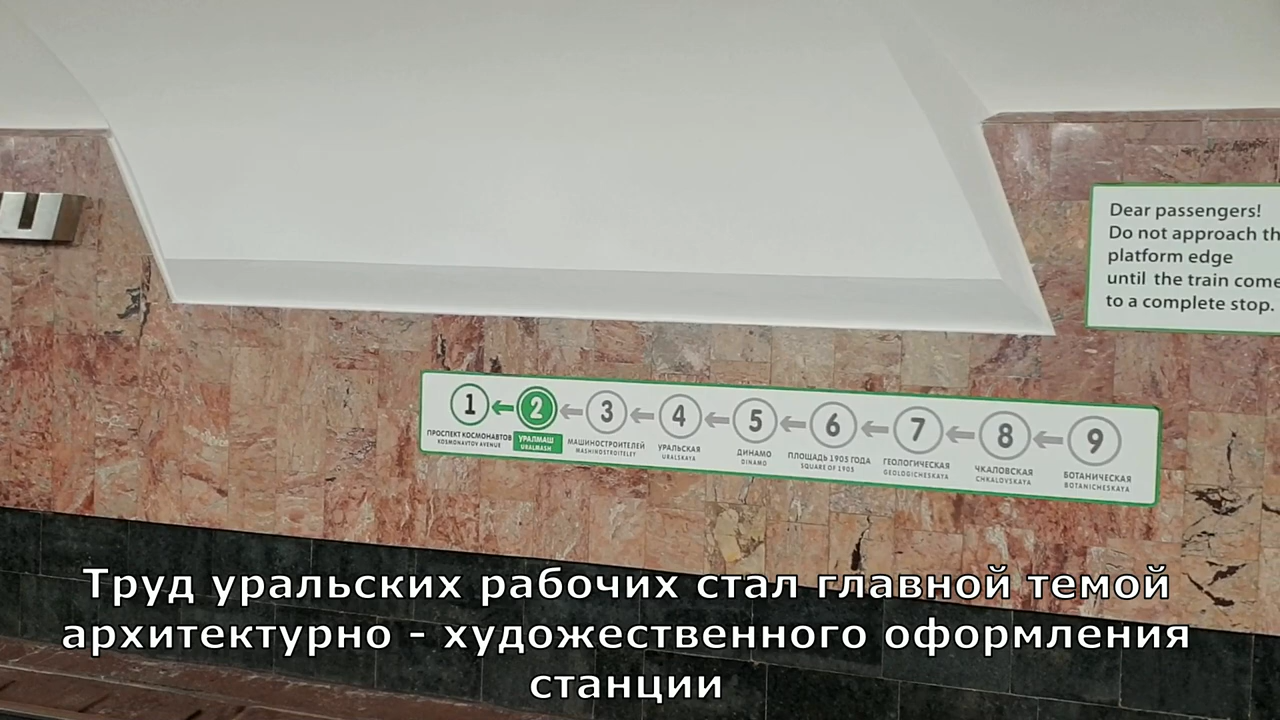 Ш
Dear passengers!
Do not approach th
platform edge
until the train come
to a complete stop.
1 2 3 4 5 6 7 8 9
ПРОСПЕКТ КОСМОНАВТОВ УРАЛМАШ МАШИНОСТРОИТЕЛЕЙ УРАЛЬСКАЯ ДИНАМО ПЛОЩАДЬ 1905 ГОДА ГЕОЛОГИЧЕСКАЯ ЧКАЛОВСКАЯ БОТАНИЧЕСКАЯ
KOSMONAVTOV AVENUE URALMASH MASHINOSTROITELEY URALSKAYA DINAMO SQUARE OF 1905 GEOLOGICHESKAYA CHKALOVSKAYA BOTANICHESKAYA
Труд уральских рабочих стал главной темой
архитектурно - художественного оформления
станции